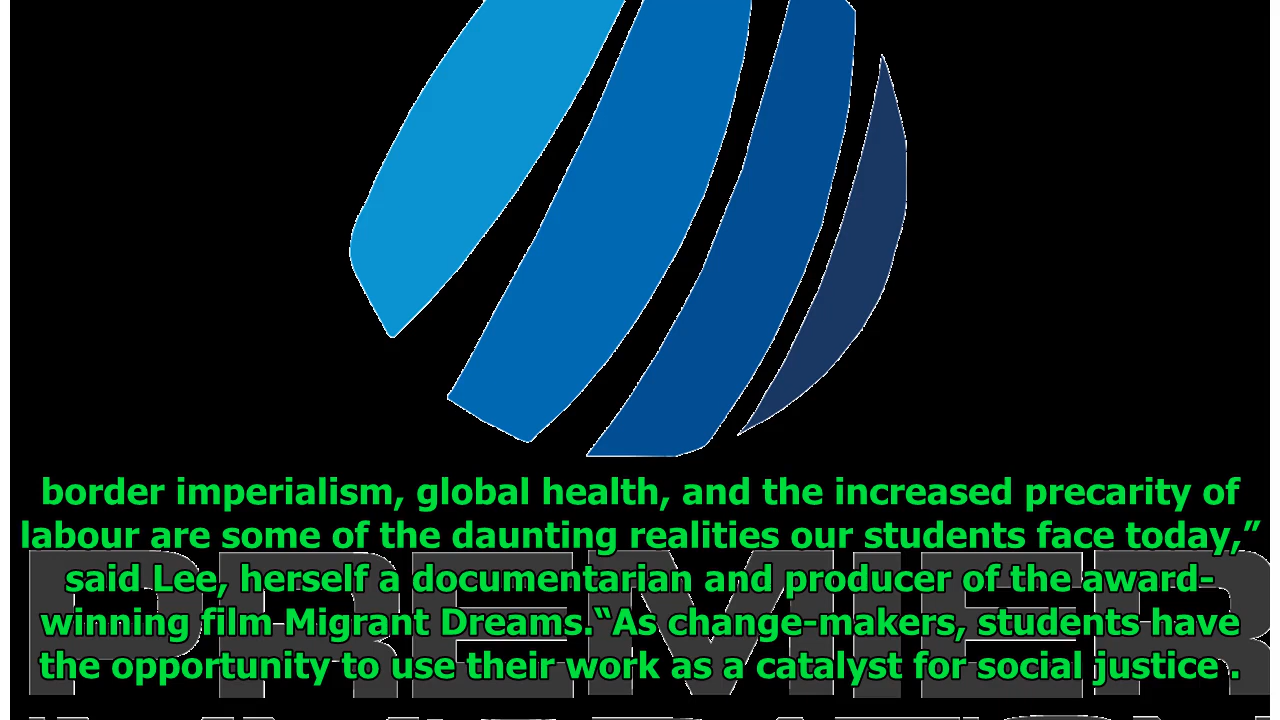 border imperialism, global health, and the increased precarity of
labour are some of the daunting realities our students face today,”
said Lee, herself a documentarian and producer of the award-
winning film Migrant Dreams.“As change-makers, students have
the opportunity to use their work as a catalyst for social justice .
PREMIER